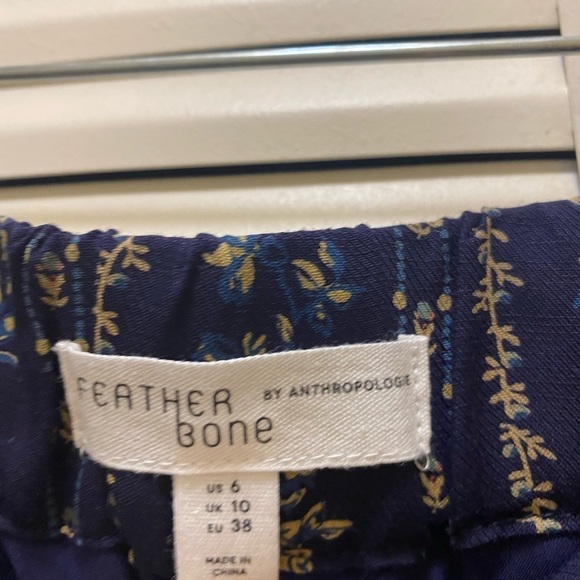 FEATHER BONE BY ANTHROPOLOGIE
US 6
UK 10
EU 38
MADE IN
CHINA